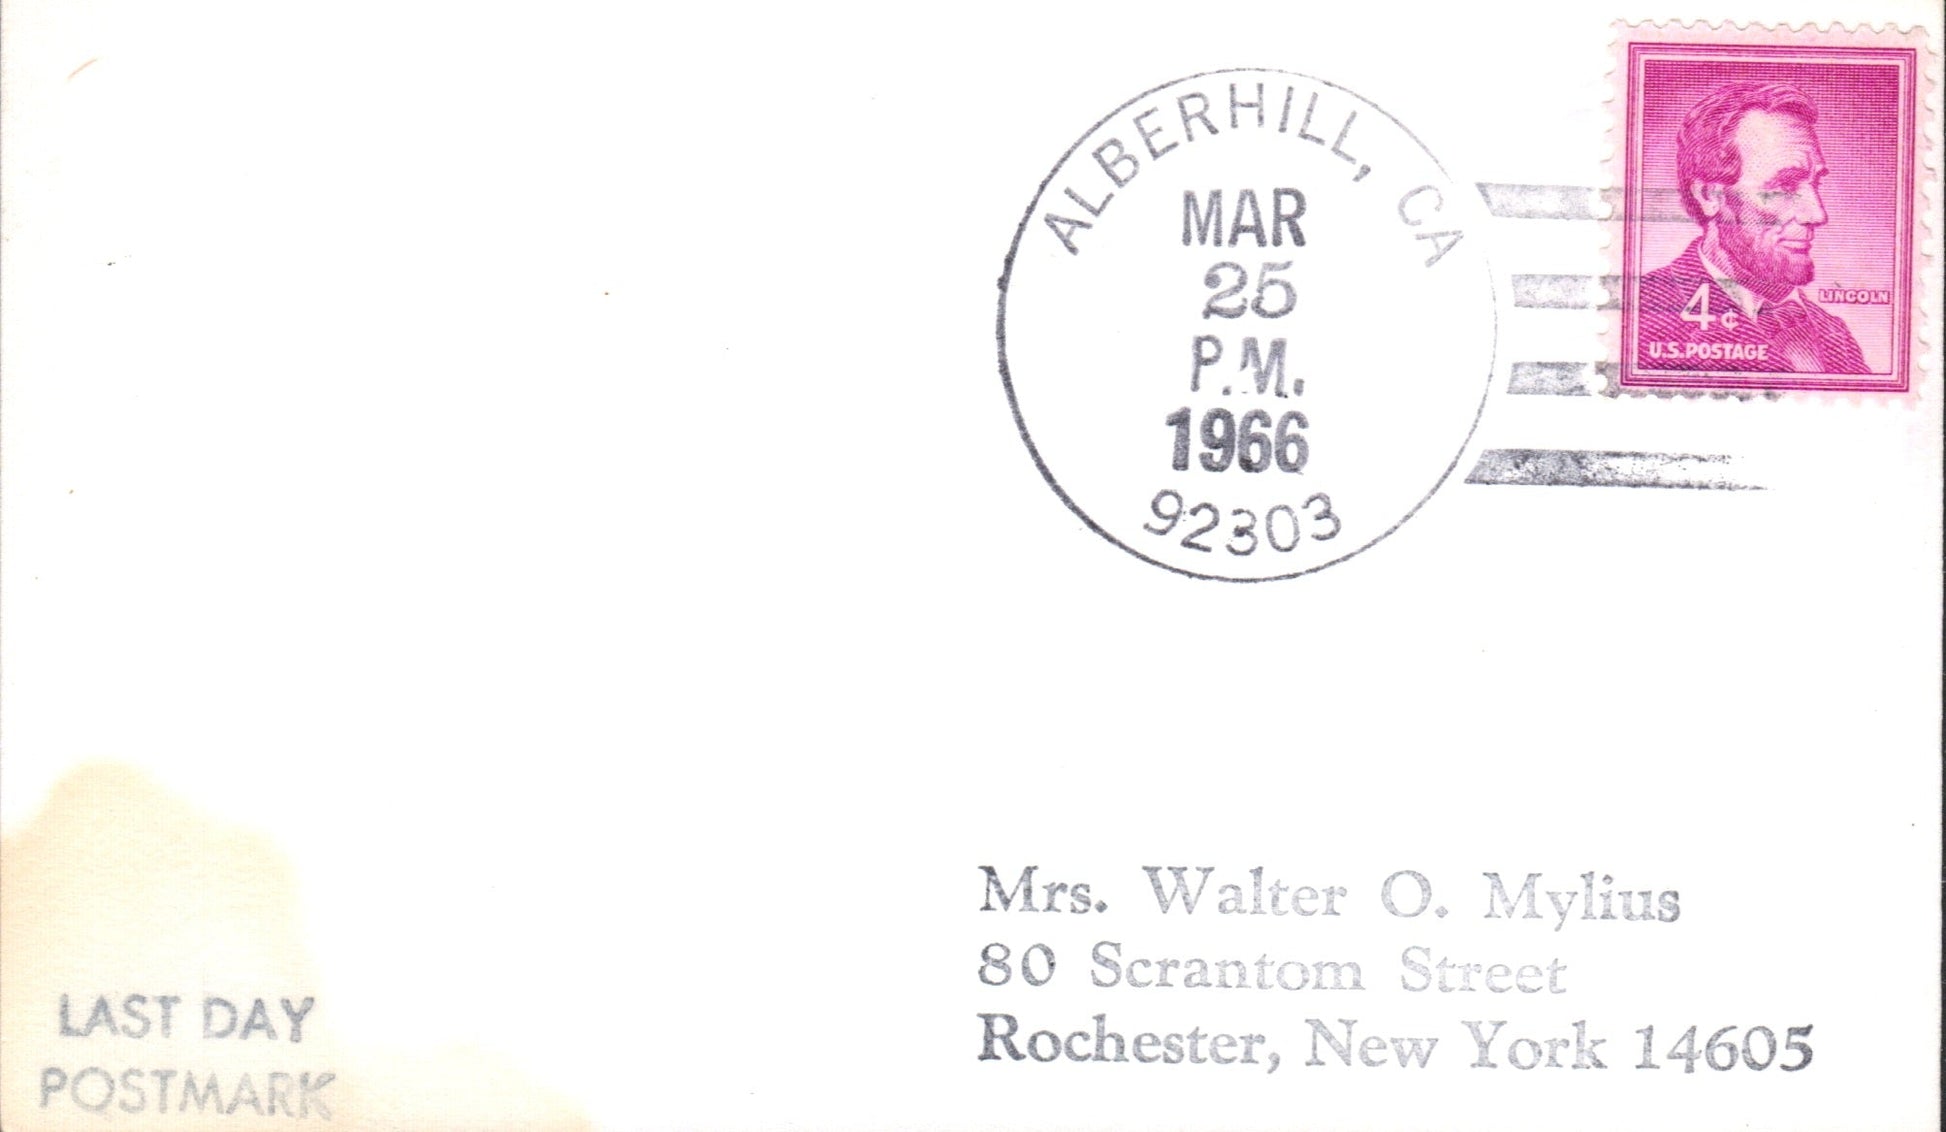 ALBERHILL, CA
MAR
25
P.M.
1966
92303
LINCOLN
4¢
U.S. POSTAGE
Mrs. Walter O. Mylius
80 Scrantom Street
Rochester, New York 14605
LAST DAY
POSTMARK